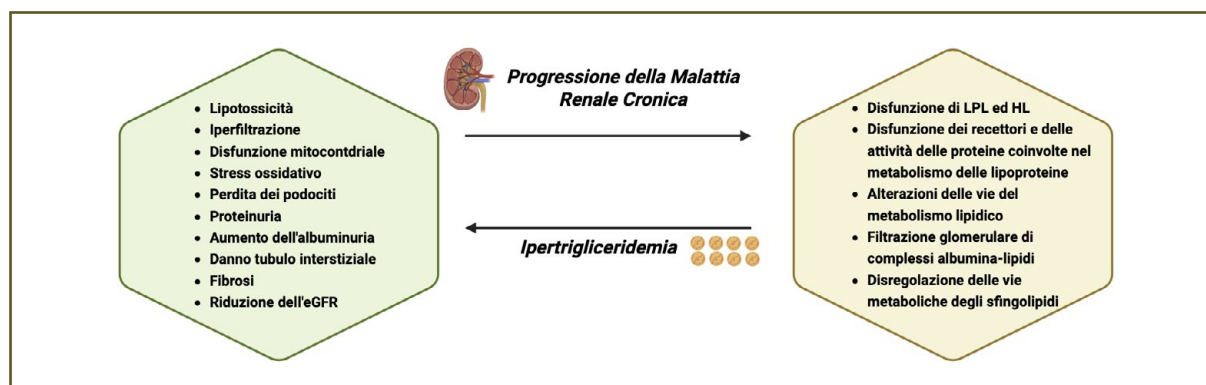 Progressione della Malattia
Renale Cronica
• Lipotossicità
• Iperfiltrazione
• Disfunzione mitocontdriale
• Stress ossidativo
• Perdita dei podociti
• Proteinuria
• Aumento dell'albuminuria
• Danno tubulo interstiziale
• Fibrosi
• Riduzione dell'eGFR
Ipertrigliceridemia
• Disfunzione di LPL ed HL
• Disfunzione dei recettori e delle
attività delle proteine coinvolte nel
metabolismo delle lipoproteine
• Alterazioni delle vie del
metabolismo lipidico
• Filtrazione glomerulare di
complessi albumina-lipidi
• Disregolazione delle vie
metaboliche degli sfingolipidi